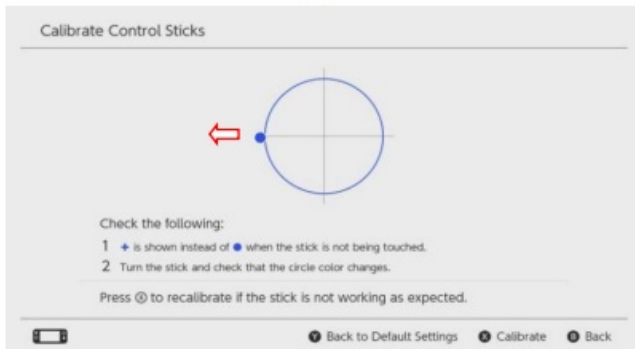 Calibrate Control Sticks
Check the following:
1 + is shown instead of ● when the stick is not being touched.
2 Turn the stick and check that the circle color changes.
Press Ⓧ to recalibrate if the stick is not working as expected.
Y Back to Default Settings X Calibrate B Back